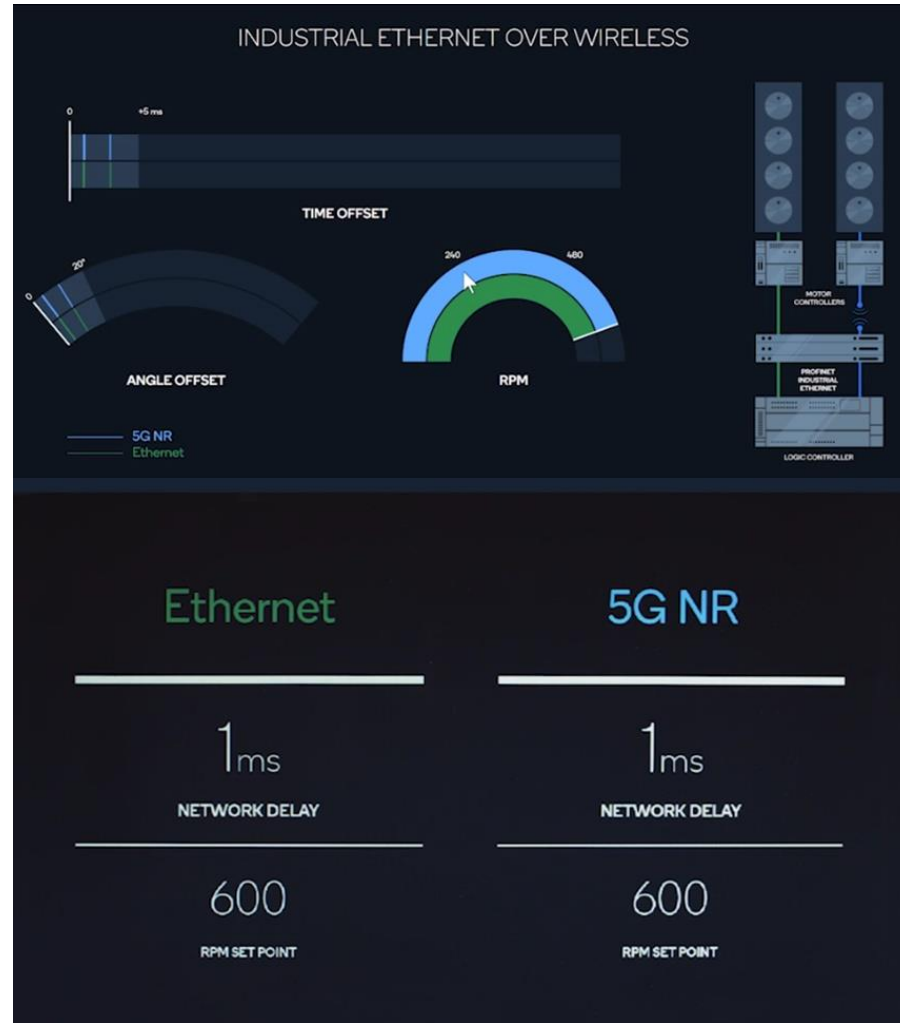 INDUSTRIAL ETHERNET OVER WIRELESS
0
+5 ms
TIME OFFSET
0
20°
ANGLE OFFSET
240
480
RPM
5G NR
Ethernet
MOTOR
CONTROLLERS
PROFINET
INDUSTRIAL
ETHERNET
LOGIC CONTROLLER
Ethernet
1ms
NETWORK DELAY
600
RPM SET POINT
5G NR
1ms
NETWORK DELAY
600
RPM SET POINT